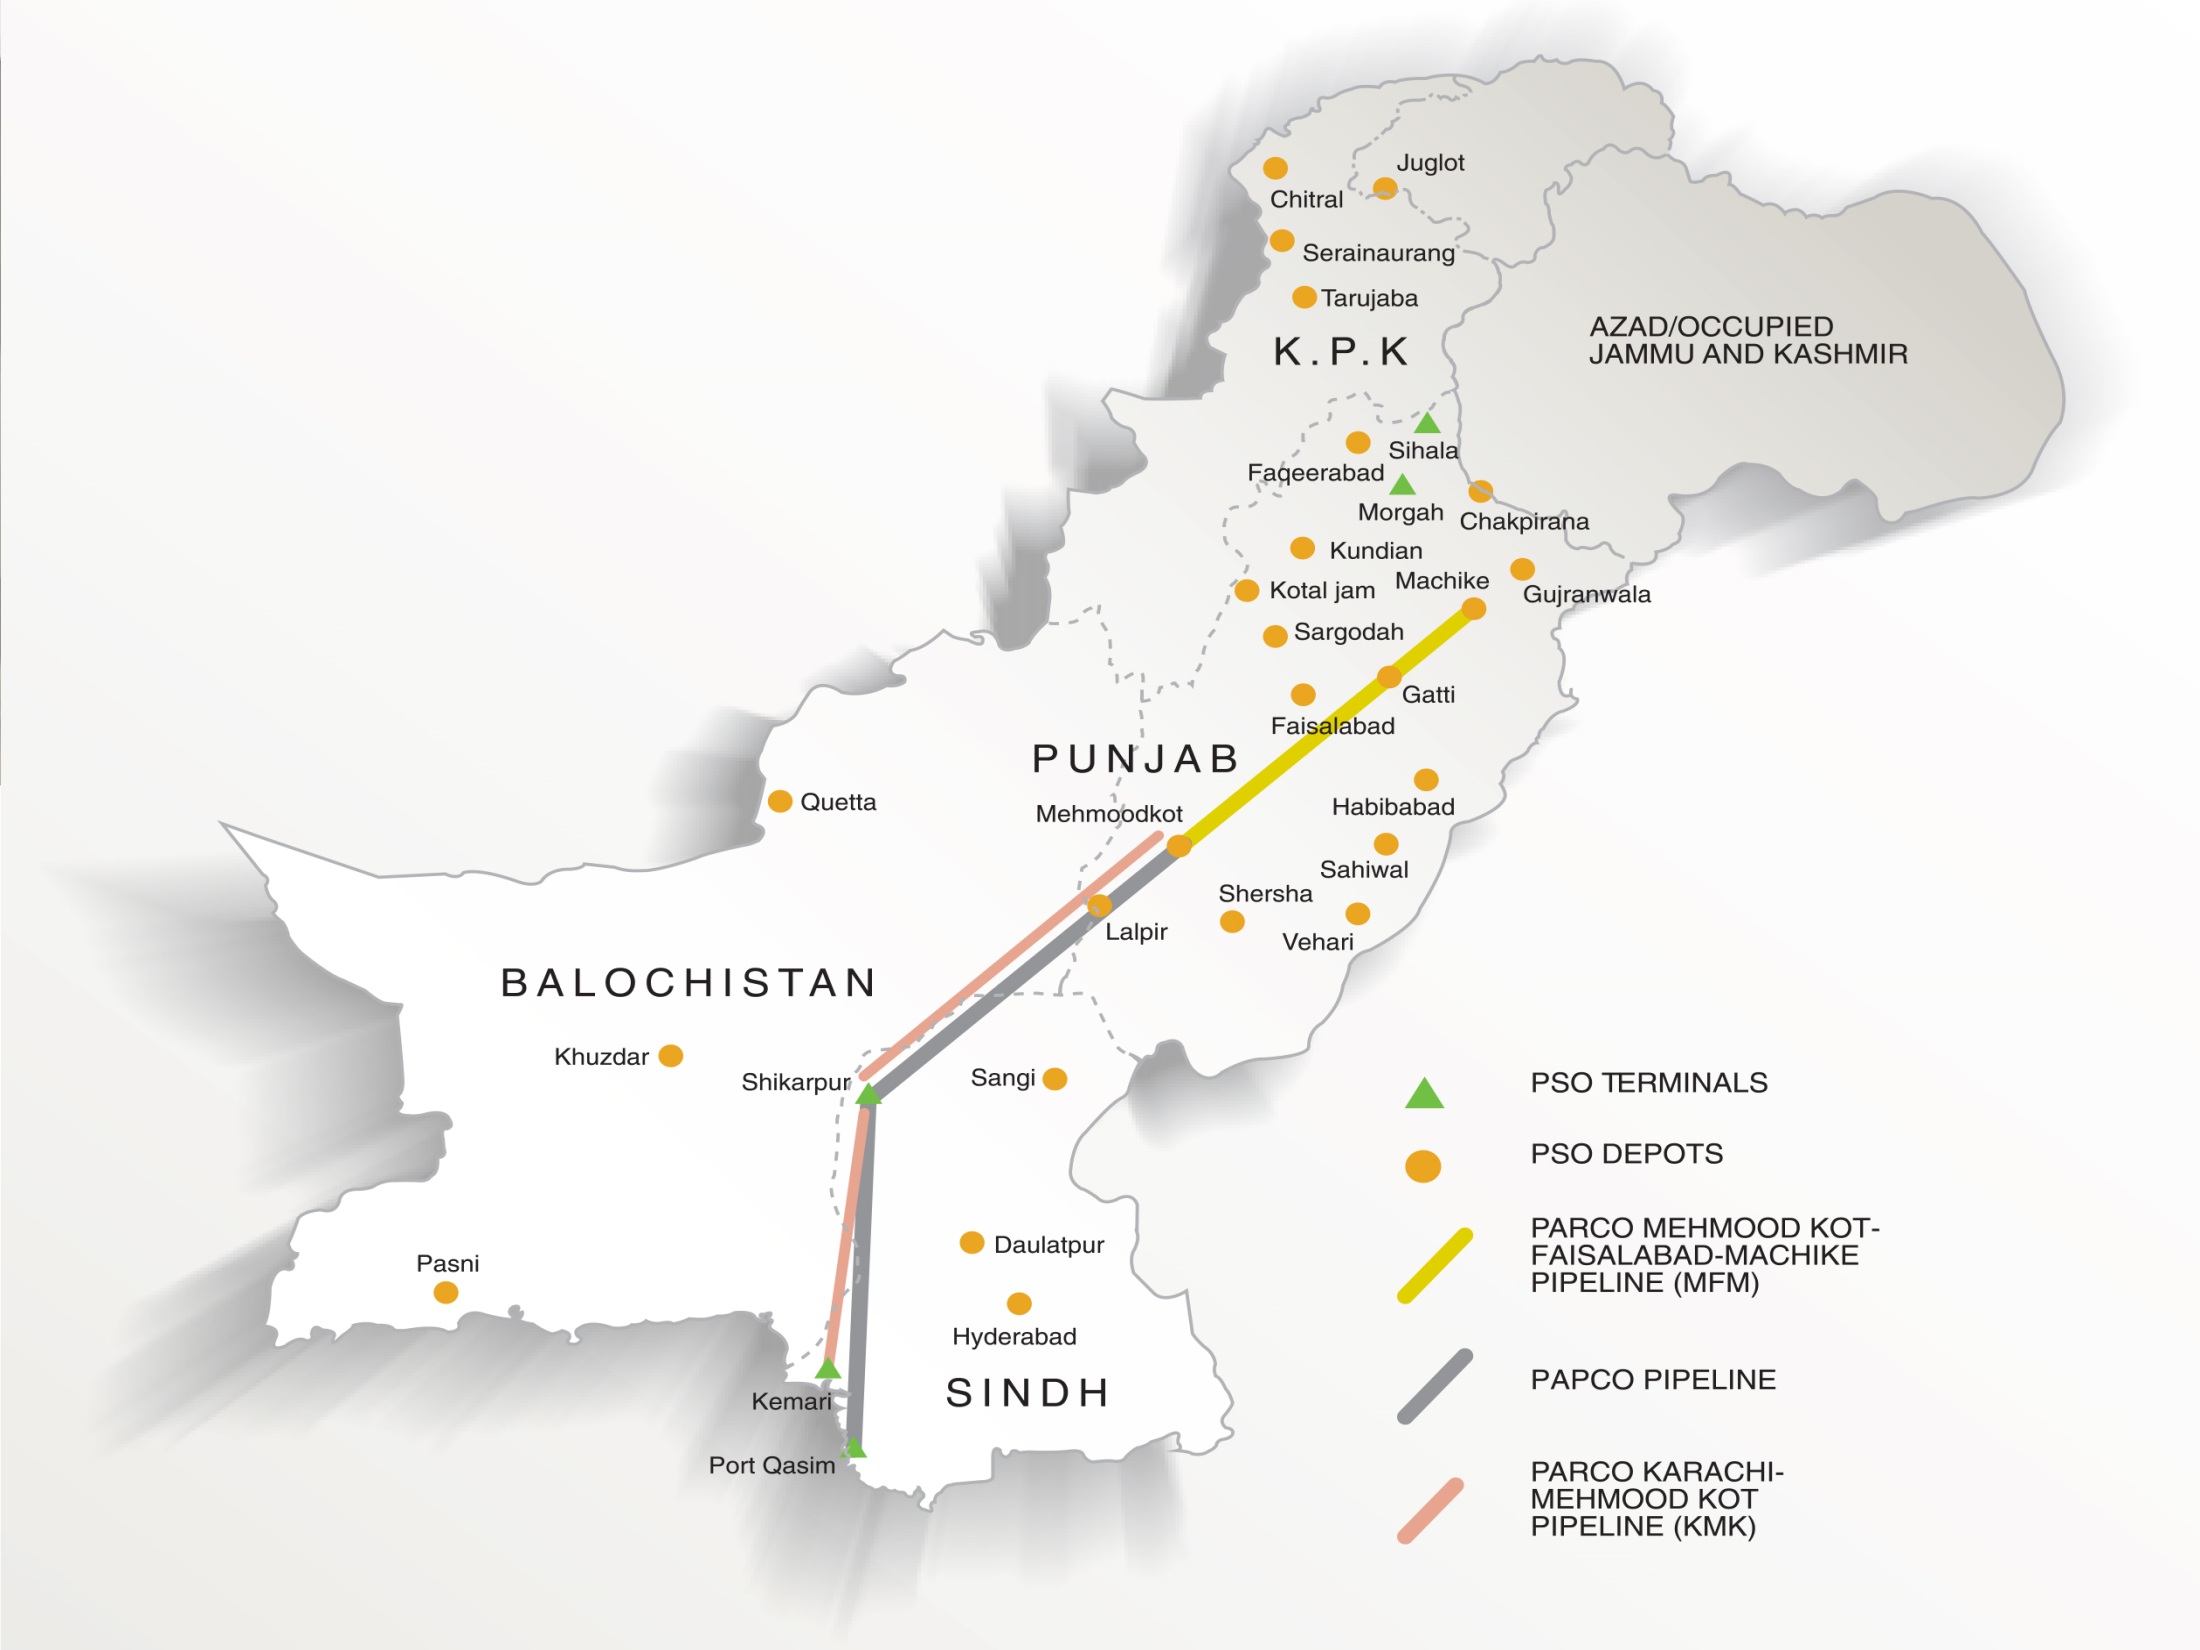 Juglot
Chitral
Serainaurang
Tarujaba
AZAD/OCCUPIED
JAMMU AND KASHMIR
K.P.K
Sihala
Faqeerabad
Morgah
Chakpirana
Kundian
Machike
Kotal jam
Gujranwala
Sargodah
Gatti
Faisalabad
PUNJAB
Quetta
Habibabad
Mehmoodkot
Sahiwal
Shersha
Lalpir
Vehari
BALOCHISTAN
Khuzdar
Shikarpur
Sangi
PSO TERMINALS
PSO DEPOTS
Daulatpur
PARCO MEHMOOD KOT-
FAISALABAD-MACHIKE
PIPELINE (MFM)
Pasni
Hyderabad
PAPCO PIPELINE
SINDH
Kemari
Port Qasim
PARCO KARACHI-
MEHMOOD KOT
PIPELINE (KMK)